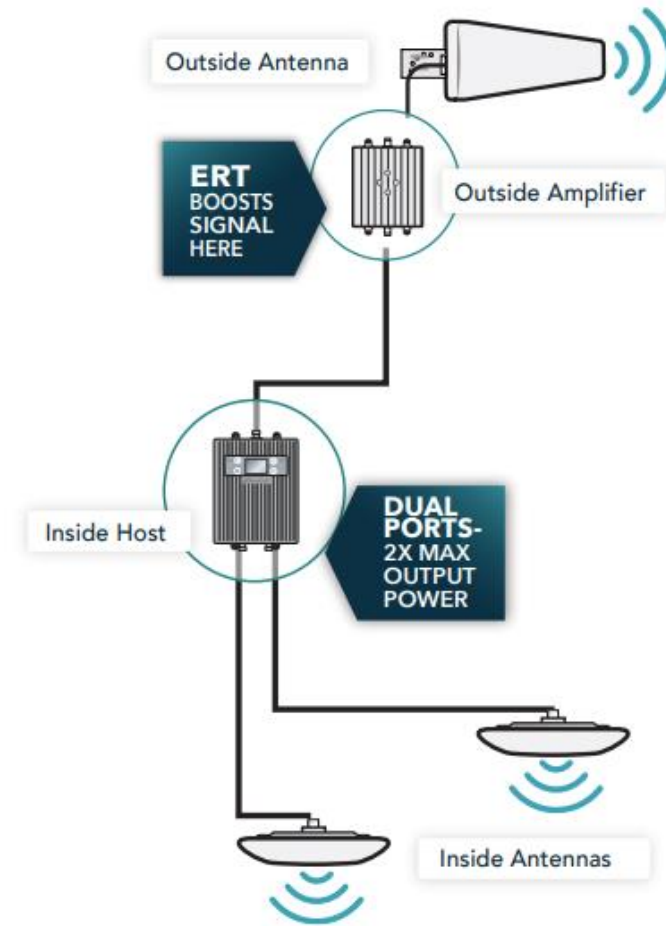 Outside Antenna
ERT
BOOSTS
SIGNAL
HERE
Outside Amplifier
Inside Host
DUAL
PORTS-
2X MAX
OUTPUT
POWER
Inside Antennas